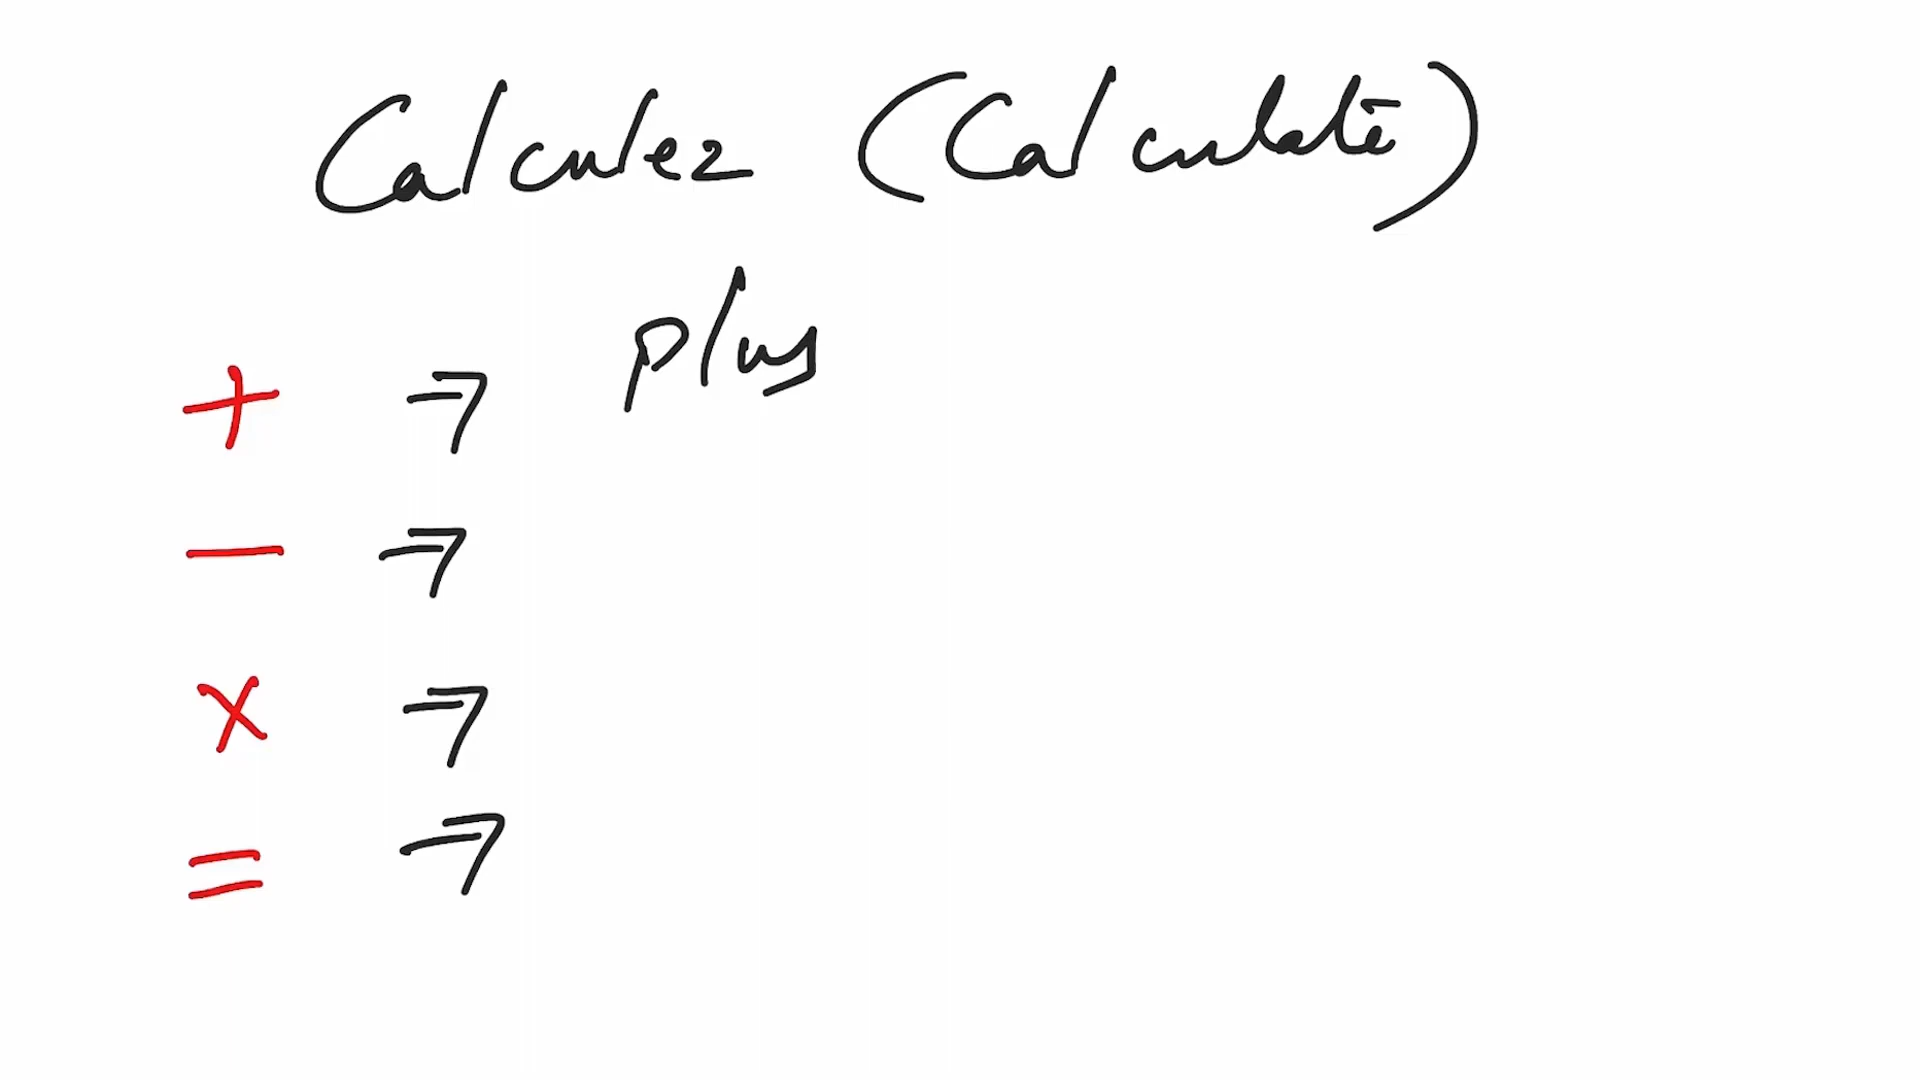 Calculez (Calculate)
+ → plus
— →
× →
= →